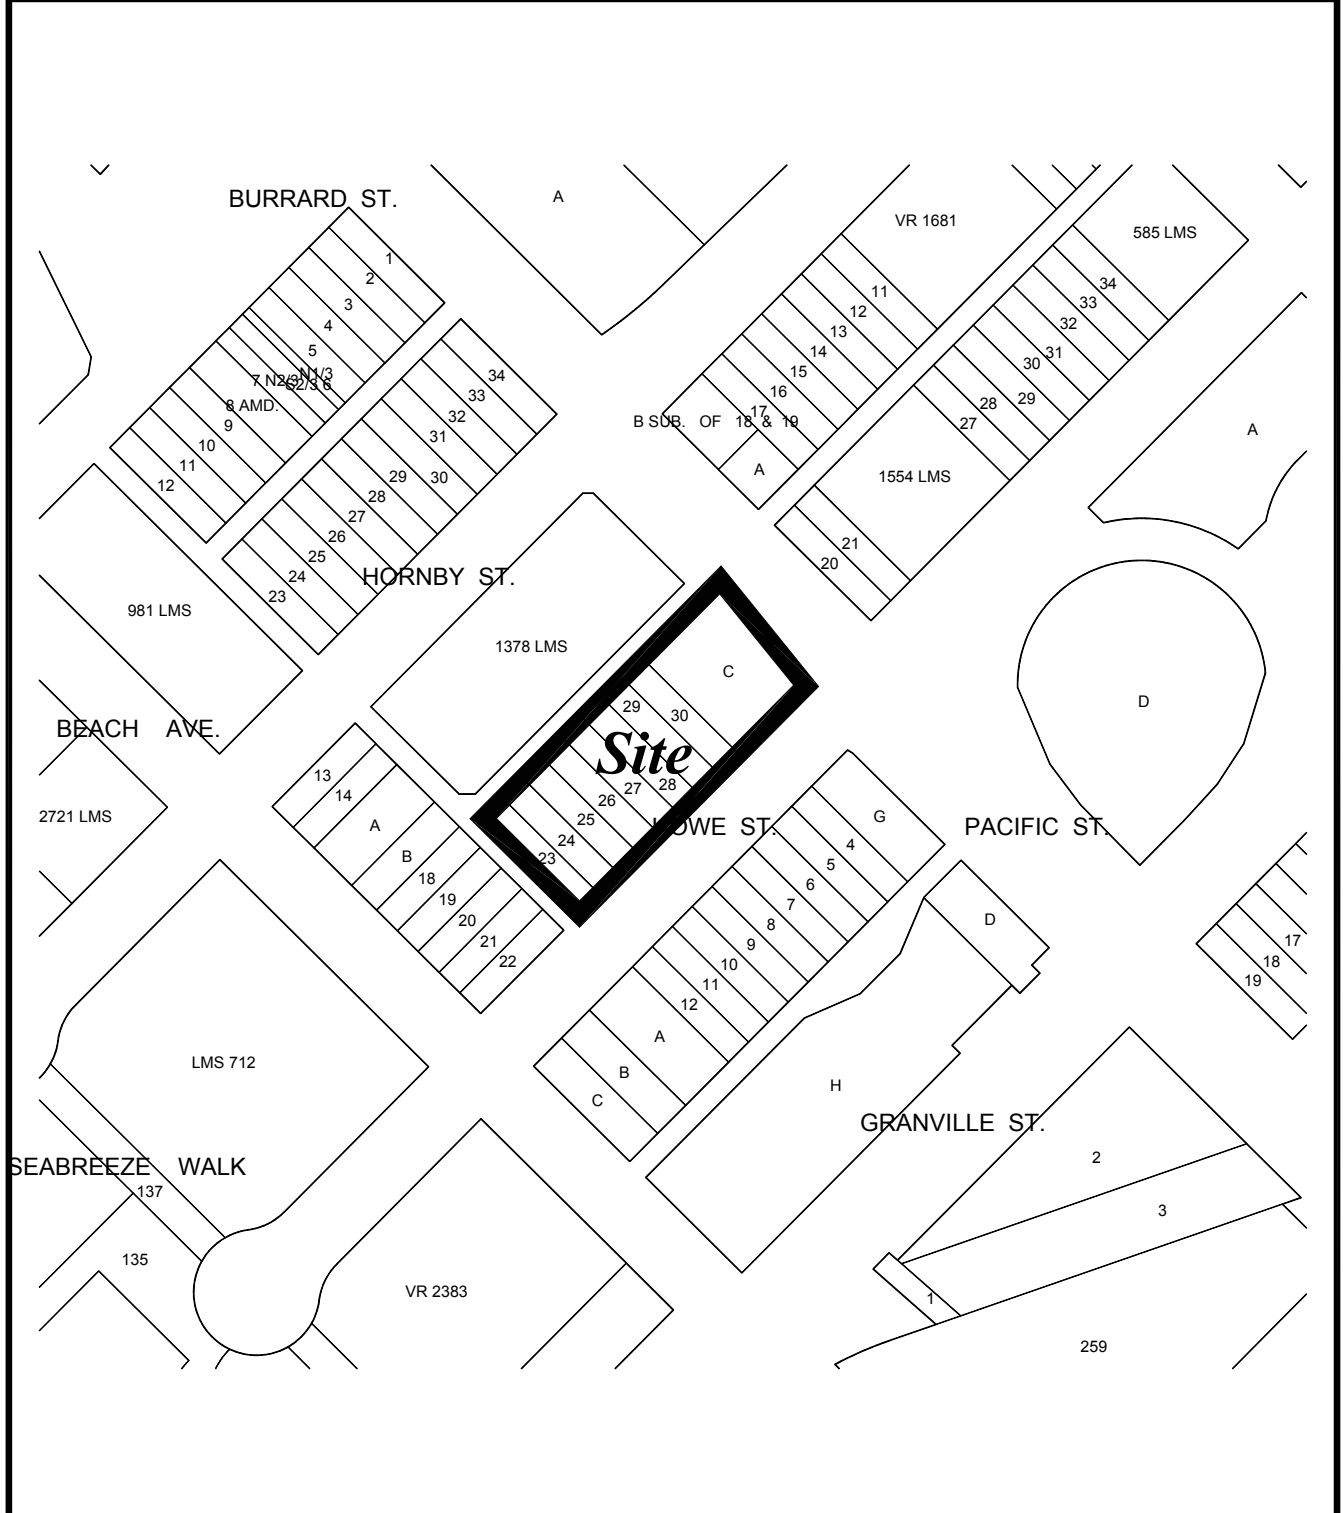 BURRARD ST.
A
VR 1681
585 LMS
1
2
3
4
5
N1/3
7 N2/3
S2/3 6
8 AMD.
9
10
11
12
34
33
32
31
30
29
28
27
26
25
24
23
11
12
13
14
15
16
17
B SUB. OF 18 & 19
A
34
33
32
31
30
29
28
27
1554 LMS
21
20
A
HORNBY ST.
981 LMS
1378 LMS
C
29
30
Site
28
27
26
25
24
23
D
BEACH AVE.
2721 LMS
13
14
A
B
18
19
20
21
22
HOWE ST.
PACIFIC ST.
G
4
5
6
7
8
9
10
11
12
A
B
C
D
H
17
18
19
LMS 712
GRANVILLE ST.
2
3
1
259
SEABREEZE WALK
137
135
VR 2383